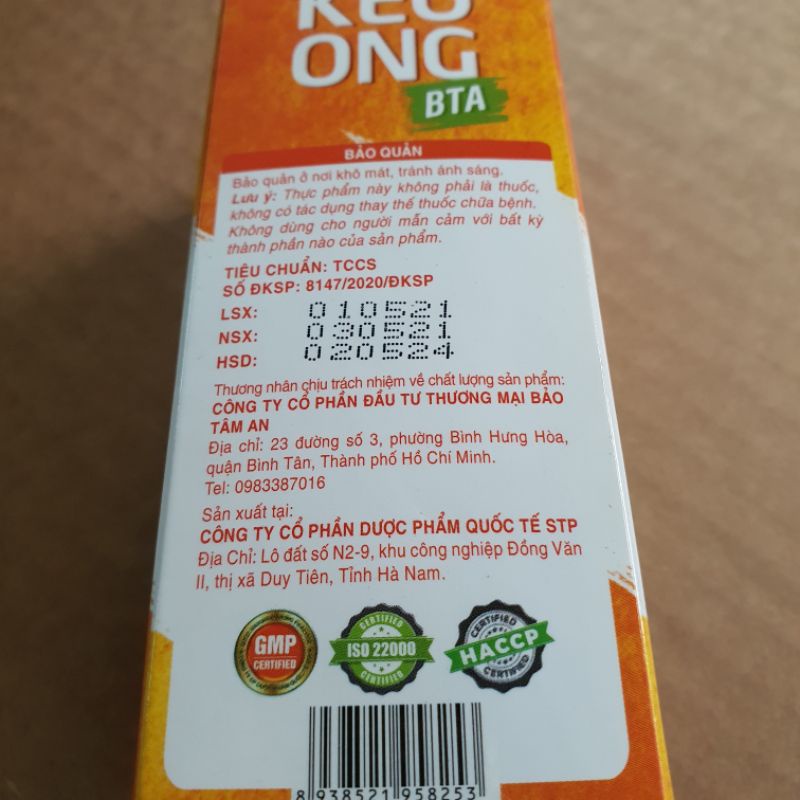 KEO
ONG
BTA
BẢO QUẢN
Bảo quản ở nơi khô mát, tránh ánh sáng.
Lưu ý: Thực phẩm này không phải là thuốc,
không có tác dụng thay thế thuốc chữa bệnh.
Không dùng cho người mẫn cảm với bất kỳ
thành phần nào của sản phẩm.
TIÊU CHUẨN: TCCS
SỐ ĐKSP: 8147/2020/ĐKSP
LSX: 010521
NSX: 030521
HSD: 020524
Thương nhân chịu trách nhiệm về chất lượng sản phẩm:
CÔNG TY CỔ PHẦN ĐẦU TƯ THƯƠNG MẠI BẢO
TÂM AN
Địa chỉ: 23 đường số 3, phường Bình Hưng Hòa,
quận Bình Tân, Thành phố Hồ Chí Minh.
Tel: 0983387016
Sản xuất tại:
CÔNG TY CỔ PHẦN DƯỢC PHẨM QUỐC TẾ STP
Địa Chỉ: Lô đất số N2-9, khu công nghiệp Đồng Văn
II, thị xã Duy Tiên, Tỉnh Hà Nam.
GMP
CERTIFIED
CERTIFIED
ISO 22000
CERTIFIED
CERTIFIED
HACCP
CERTIFIED
8 938521 958253